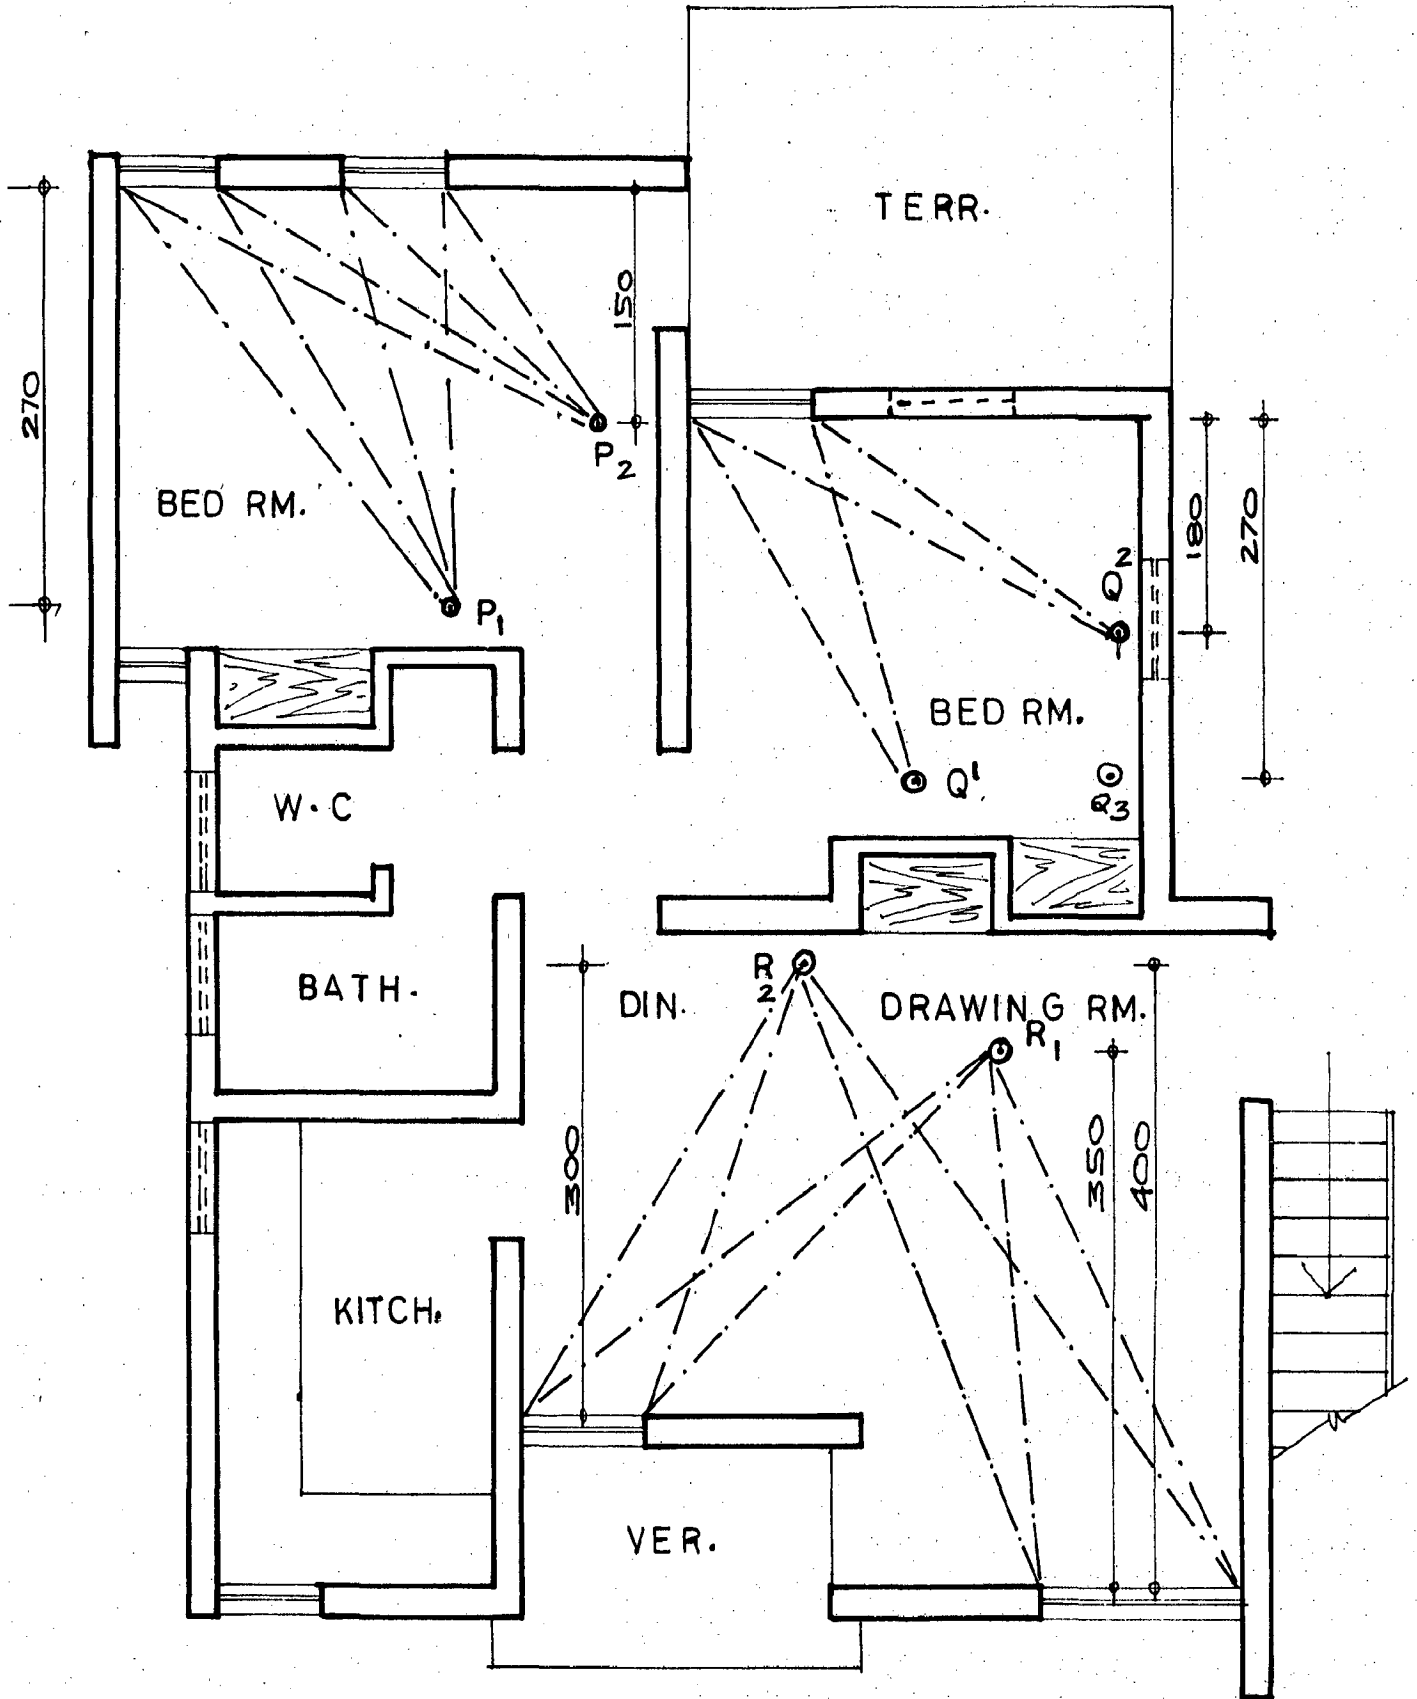 TERR.
150
270
P2
BED RM.
P1
180
270
Q2
BED RM.
Q1
Q3
W.C
BATH.
DIN.
R2
DRAWING RM.
R1
300
350
400
KITCH.
VER.